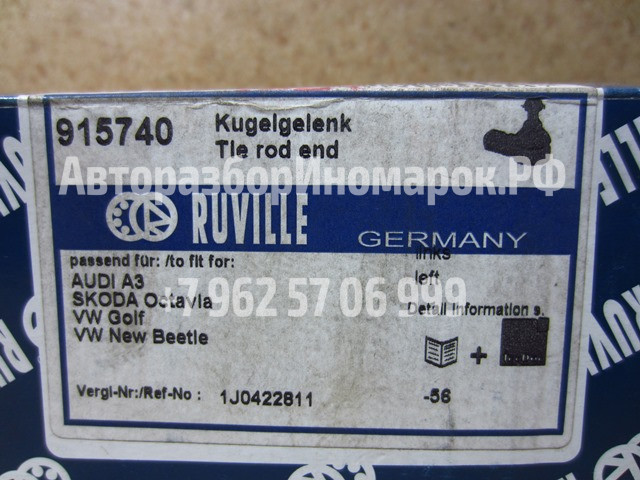 915740
Kugelgelenk
Tie rod end
АвторазборИномарок.РФ
RUVILLE
GERMANY
passend für: /to fit for:
links
AUDI A3
left
SKODA Octavia
+7 962 57 06 999
VW Golf
Detail Information s.
VW New Beetle
+
Vergl-Nr:/Ref-No : 1J0422811 -56